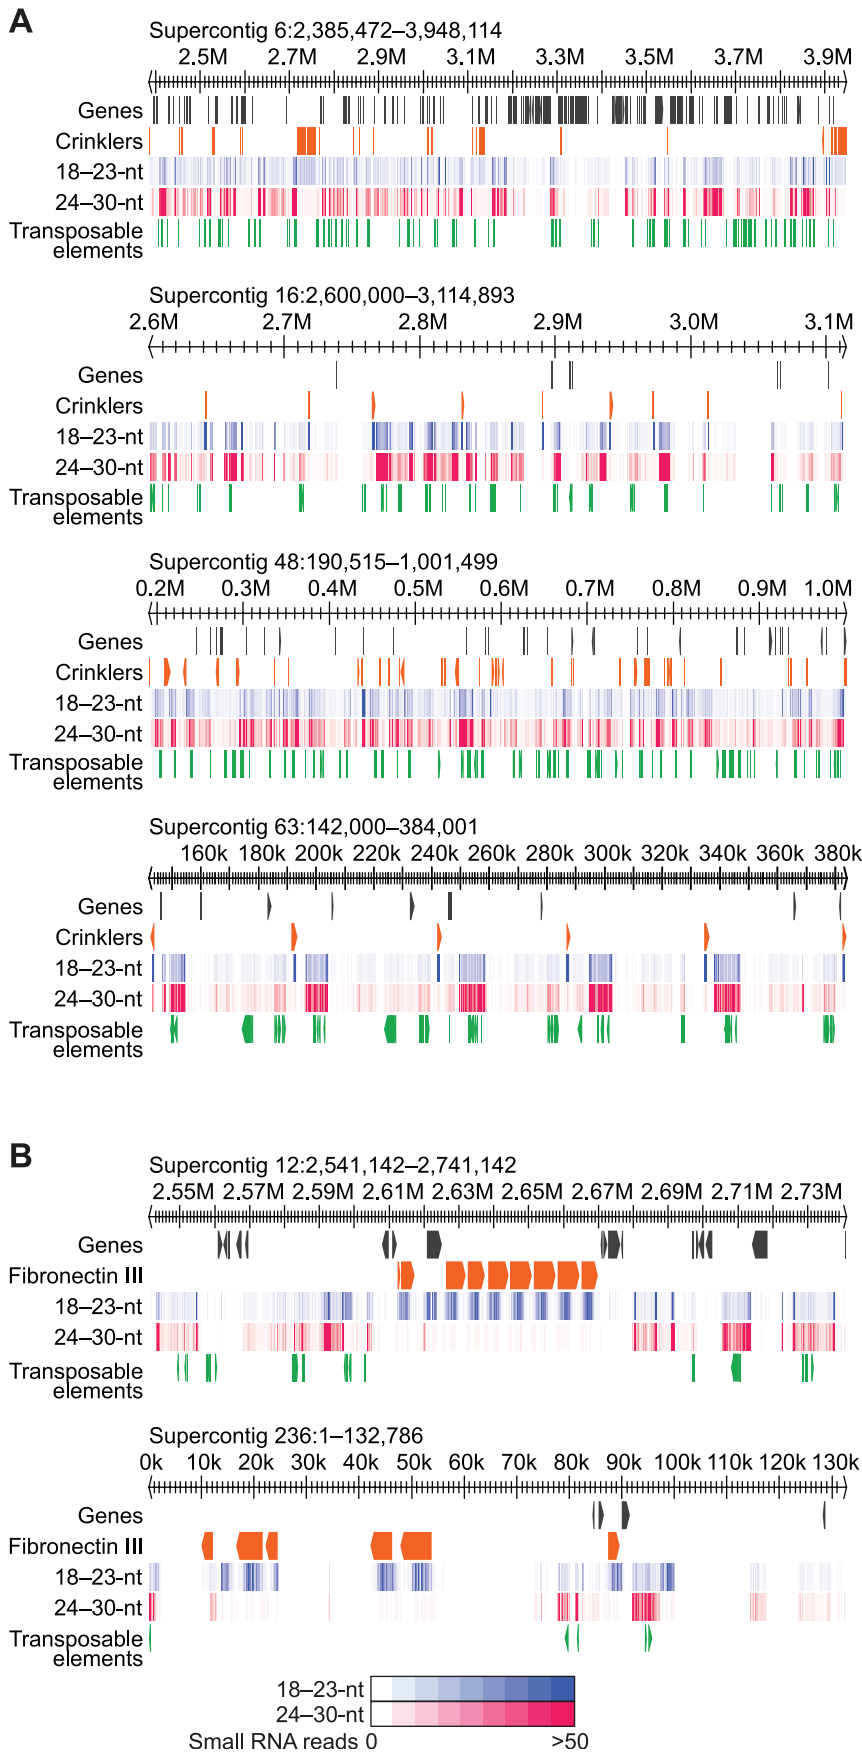 A
Supercontig 6:2,385,472–3,948,114
2.5M 2.7M 2.9M 3.1M 3.3M 3.5M 3.7M 3.9M
Genes
Crinklers
18–23-nt
24–30-nt
Transposable
elements
Supercontig 16:2,600,000–3,114,893
2.6M 2.7M 2.8M 2.9M 3.0M 3.1M
Genes
Crinklers
18–23-nt
24–30-nt
Transposable
elements
Supercontig 48:190,515–1,001,499
0.2M 0.3M 0.4M 0.5M 0.6M 0.7M 0.8M 0.9M 1.0M
Genes
Crinklers
18–23-nt
24–30-nt
Transposable
elements
Supercontig 63:142,000–384,001
160k 180k 200k 220k 240k 260k 280k 300k 320k 340k 360k 380k
Genes
Crinklers
18–23-nt
24–30-nt
Transposable
elements
B
Supercontig 12:2,541,142–2,741,142
2.55M 2.57M 2.59M 2.61M 2.63M 2.65M 2.67M 2.69M 2.71M 2.73M
Genes
Fibronectin III
18–23-nt
24–30-nt
Transposable
elements
Supercontig 236:1–132,786
0k 10k 20k 30k 40k 50k 60k 70k 80k 90k 100k 110k 120k 130k
Genes
Fibronectin III
18–23-nt
24–30-nt
Transposable
elements
18–23-nt
24–30-nt
Small RNA reads 0 >50